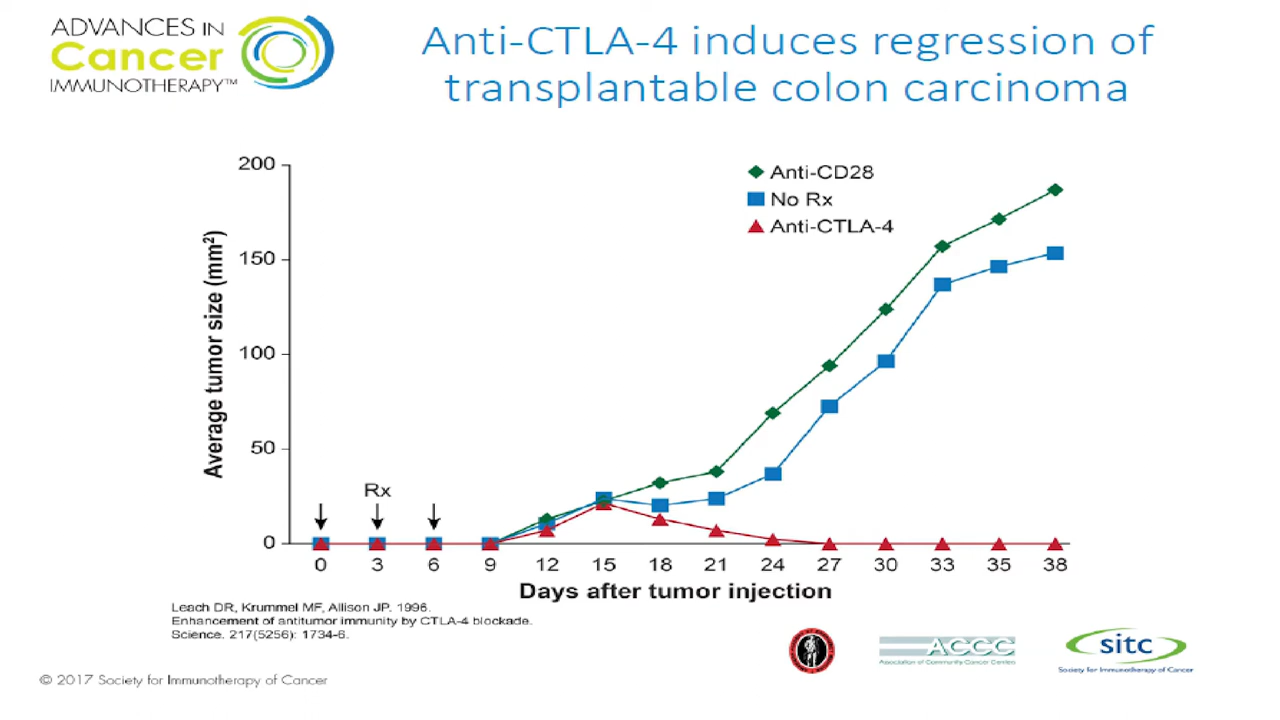 ADVANCES IN
Cancer
IMMUNOTHERAPY™
Anti-CTLA-4 induces regression of
transplantable colon carcinoma
Anti-CD28
No Rx
Anti-CTLA-4
Average tumor size (mm²)
200
150
100
50
0
Rx
0 3 6 9 12 15 18 21 24 27 30 33 35 38
Days after tumor injection
Leach DR, Krummel MF, Allison JP. 1996.
Enhancement of antitumor immunity by CTLA-4 blockade.
Science. 217(5256): 1734-6.
ACCC
Association of Community Cancer Centers
sitc
Society for Immunotherapy of Cancer
© 2017 Society for Immunotherapy of Cancer